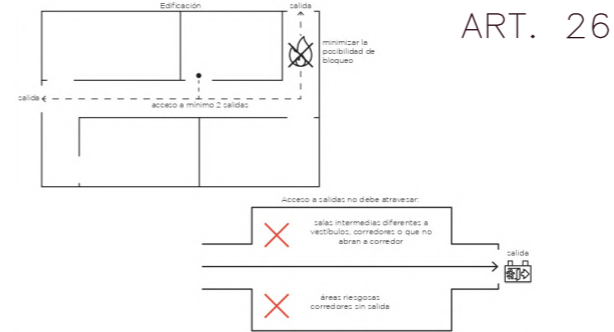 Edificación
salida
ART. 26
minimizar la
posibilidad de
bloqueo
salida
acceso a mínimo 2 salidas
Acceso a salidas no debe atravesar:
salas intermedias diferentes a
vestíbulos, corredores o que no
abran a corredor
salida
áreas riesgosas
corredores sin salida